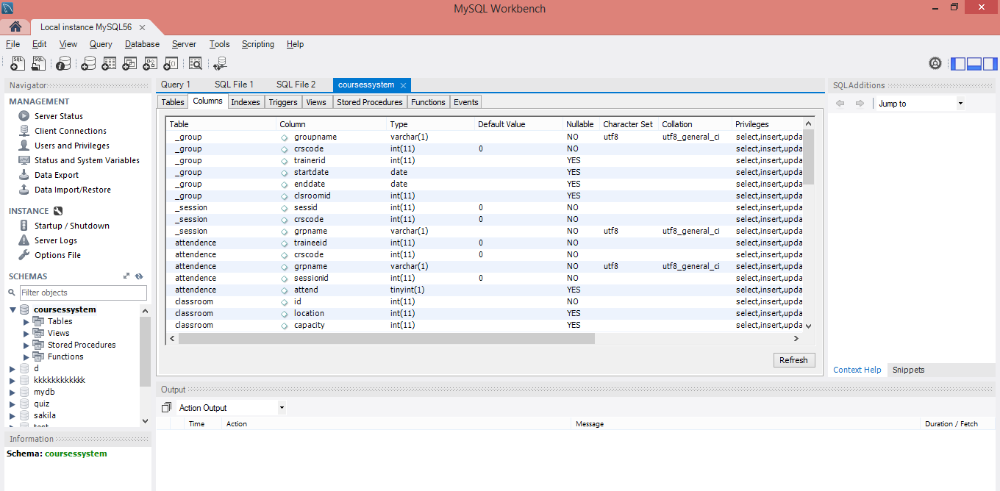 MySQL Workbench
Local instance MySQL56
File Edit View Query Database Server Tools Scripting Help
Navigator
MANAGEMENT
Server Status
Client Connections
Users and Privileges
Status and System Variables
Data Export
Data Import/Restore
INSTANCE
Startup / Shutdown
Server Logs
Options File
SCHEMAS
Filter objects
coursessystem
Tables
Views
Stored Procedures
Functions
d
kkkkkkkkkkkk
mydb
quiz
sakila
Information
Schema: coursessystem
Query 1 SQL File 1 SQL File 2 coursessystem
Tables Columns Indexes Triggers Views Stored Procedures Functions Events
Table Column Type Default Value Nullable Character Set Collation Privileges
_group groupname varchar(1) NO utf8 utf8_general_ci select,insert,upda
_group crscode int(11) 0 NO select,insert,upda
_group trainerid int(11) YES select,insert,upda
_group startdate date YES select,insert,upda
_group enddate date YES select,insert,upda
_group clsroomid int(11) YES select,insert,upda
_session sessid int(11) 0 NO select,insert,upda
_session crscode int(11) 0 NO select,insert,upda
_session grpname varchar(1) NO utf8 utf8_general_ci select,insert,upda
attendence traineeid int(11) 0 NO select,insert,upda
attendence crscode int(11) 0 NO select,insert,upda
attendence grpname varchar(1) NO utf8 utf8_general_ci select,insert,upda
attendence sessionid int(11) 0 NO select,insert,upda
attendence attend tinyint(1) YES select,insert,upda
classroom id int(11) NO select,insert,upda
classroom location int(11) YES select,insert,upda
classroom capacity int(11) YES select,insert,upda
Refresh
Output
Action Output
Time Action Message Duration / Fetch
SQLAdditions
Jump to
Context Help Snippets